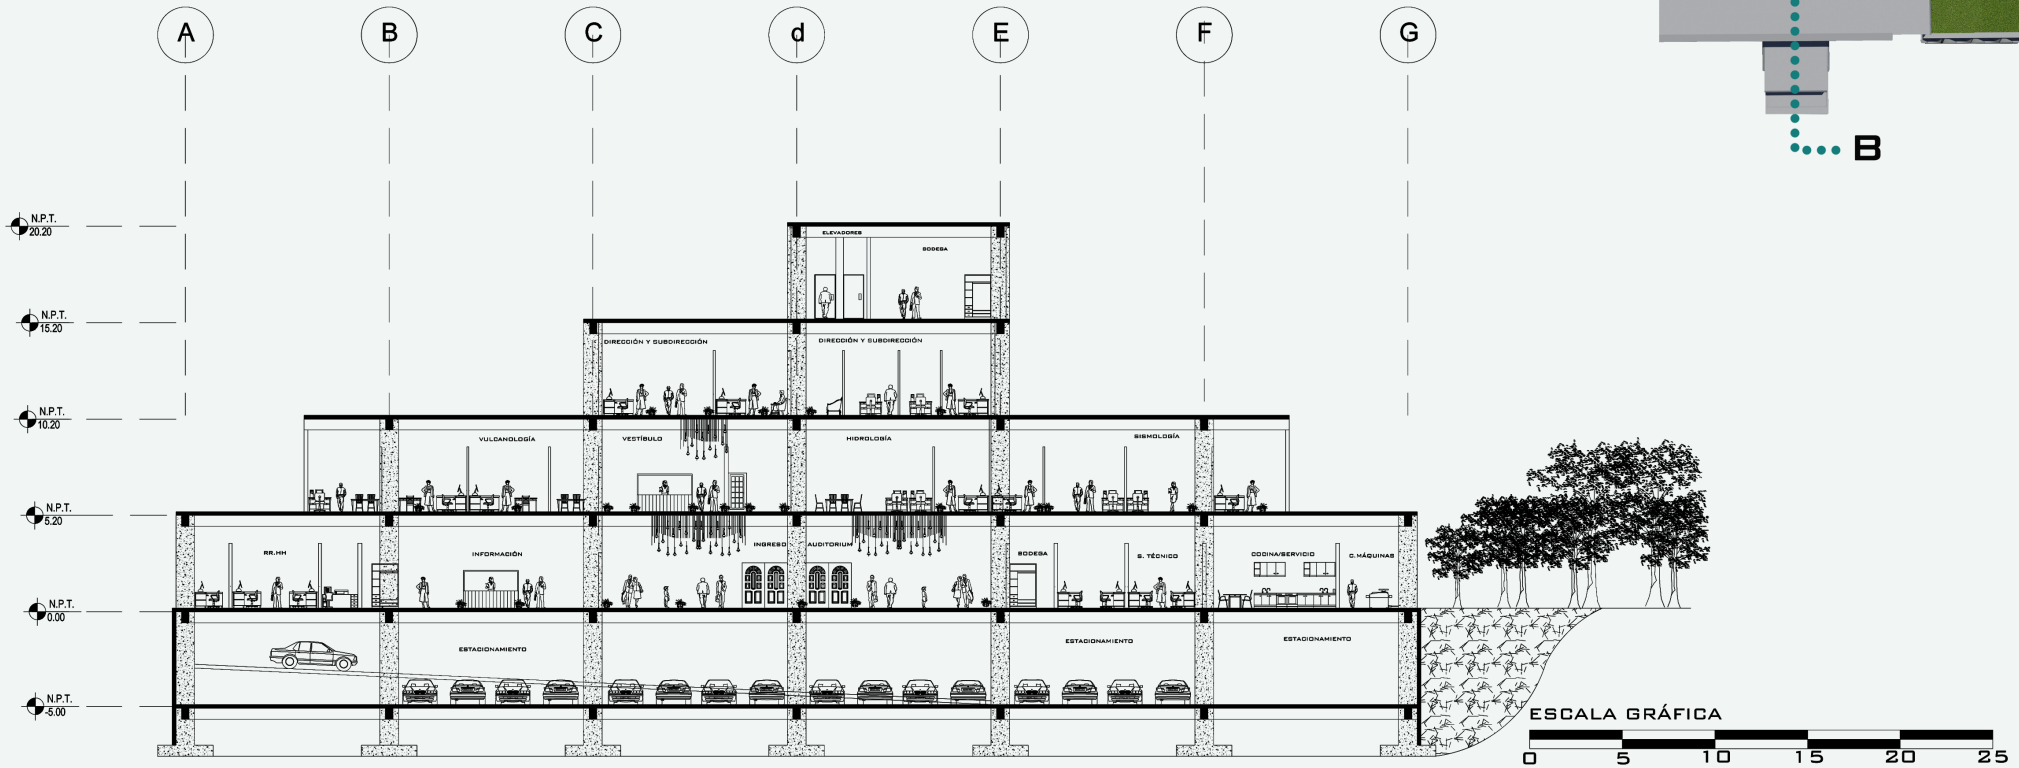 A B C d E F G
B
N.P.T.
20.20
ELEVADORES
BODEGA
N.P.T.
15.20
DIRECCIÓN Y SUBDIRECCIÓN
DIRECCIÓN Y SUBDIRECCIÓN
N.P.T.
10.20
VULCANOLOGÍA
VESTÍBULO
HIDROLOGÍA
SISMOLOGÍA
N.P.T.
5.20
RR.HH
INFORMACIÓN
INGRESO AUDITORIUM
BODEGA
S. TÉCNICO
COCINA/SERVICIO
C.MÁQUINAS
N.P.T.
0.00
ESTACIONAMIENTO
ESTACIONAMIENTO
ESTACIONAMIENTO
N.P.T.
-5.00
ESCALA GRÁFICA
0 5 10 15 20 25